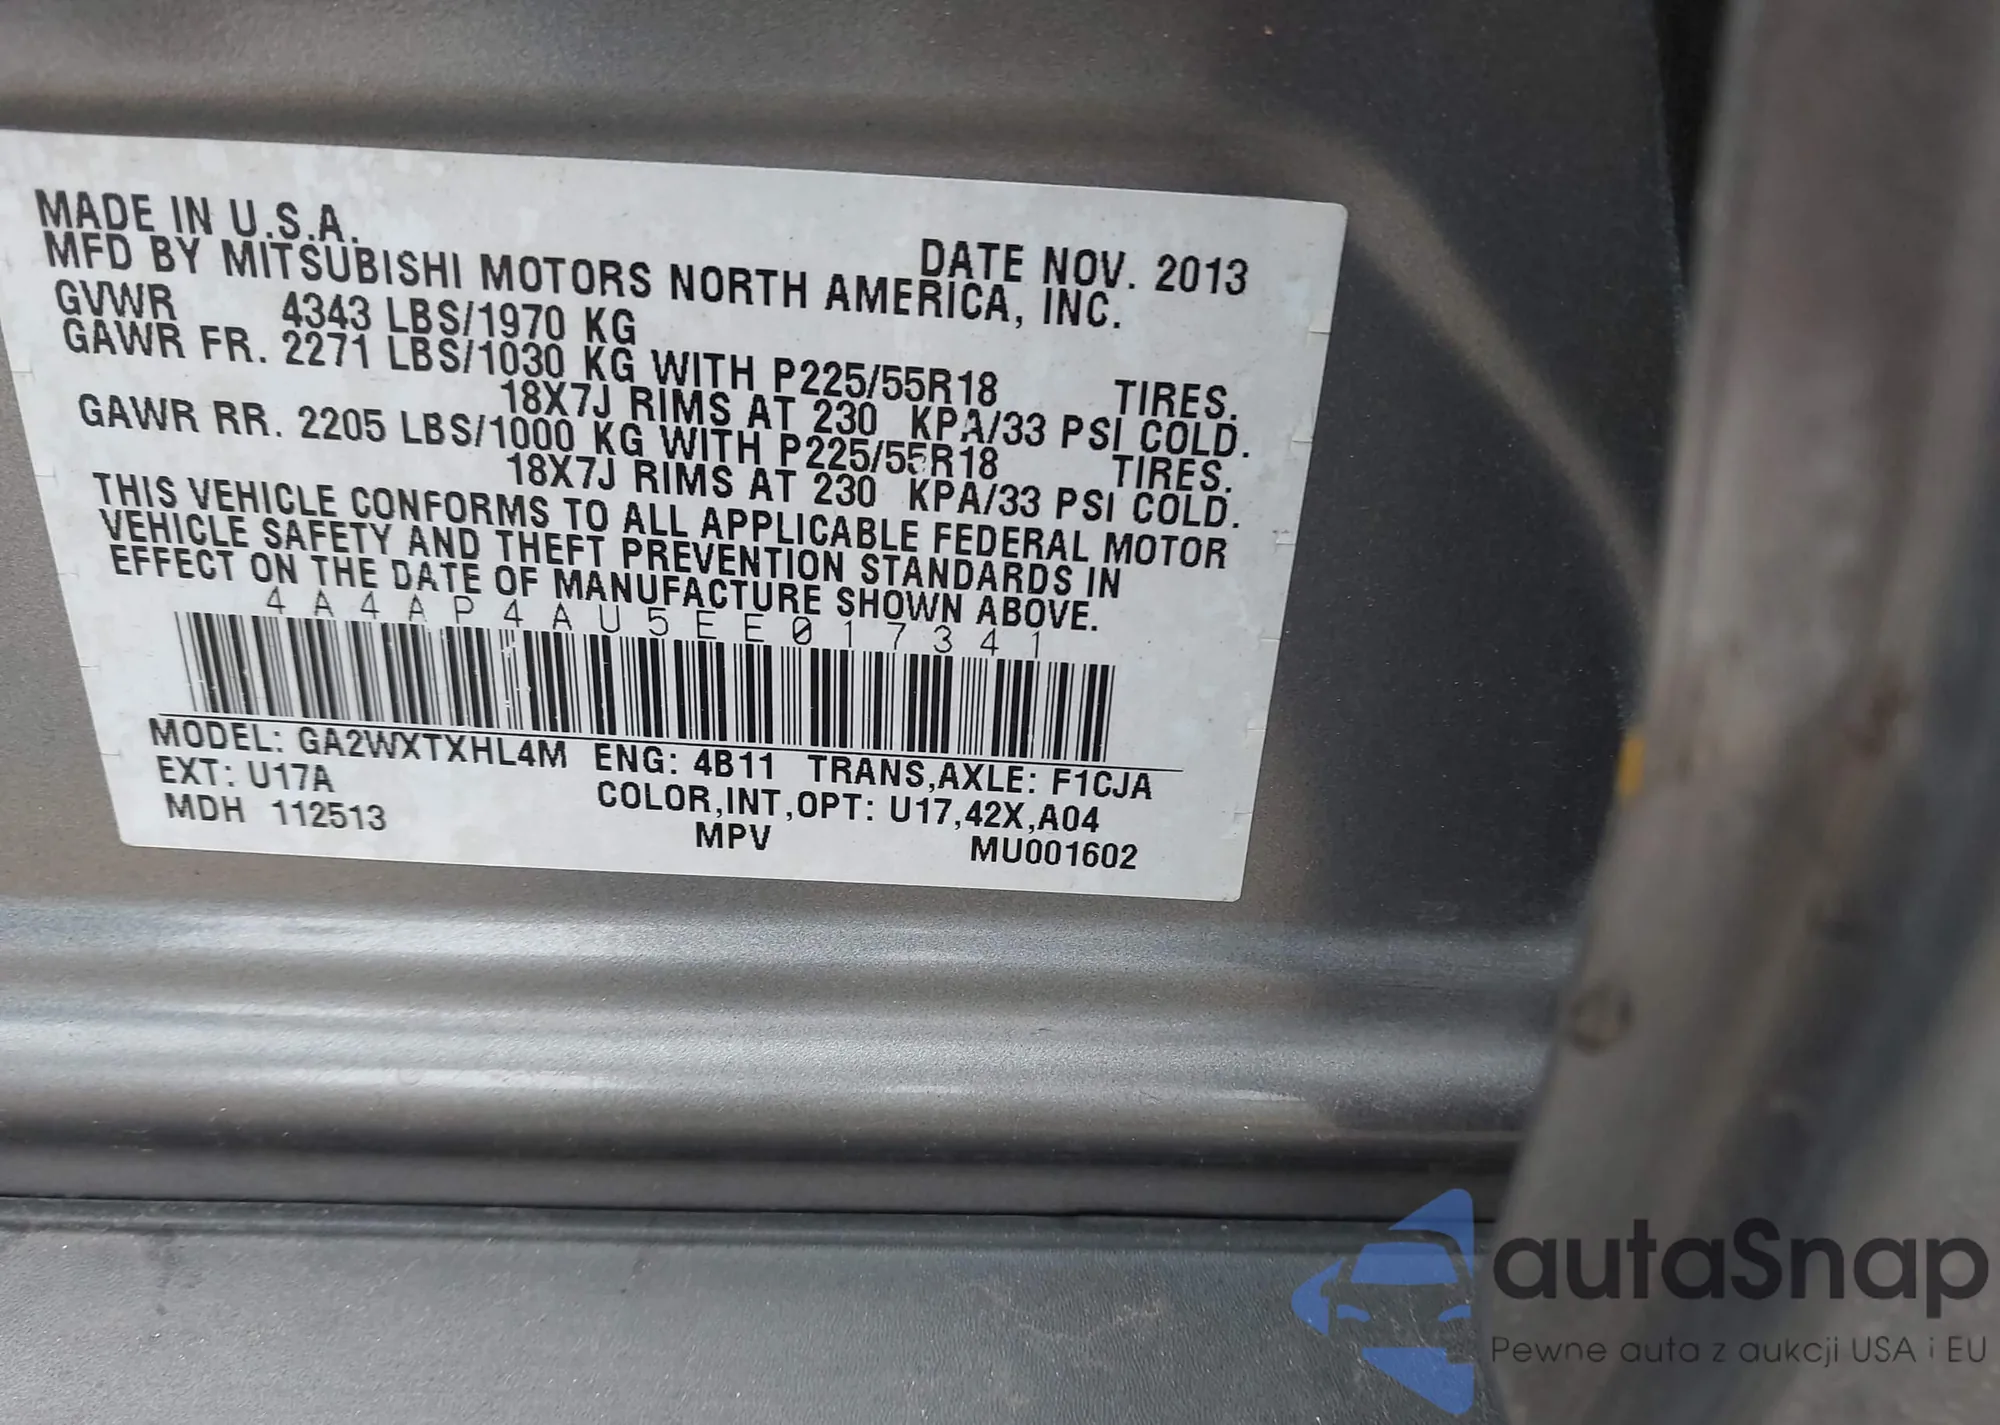 MADE IN U.S.A.
DATE NOV. 2013
MFD BY MITSUBISHI MOTORS NORTH AMERICA, INC.
GVWR 4343 LBS/1970 KG
GAWR FR. 2271 LBS/1030 KG WITH P225/55R18 TIRES.
18X7J RIMS AT 230 KPA/33 PSI COLD.
GAWR RR. 2205 LBS/1000 KG WITH P225/55R18 TIRES.
18X7J RIMS AT 230 KPA/33 PSI COLD.
THIS VEHICLE CONFORMS TO ALL APPLICABLE FEDERAL MOTOR
VEHICLE SAFETY AND THEFT PREVENTION STANDARDS IN
EFFECT ON THE DATE OF MANUFACTURE SHOWN ABOVE.
4A4AP4AU5EE017341
MODEL: GA2WXTXHL4M ENG: 4B11 TRANS,AXLE: F1CJA
EXT: U17A COLOR,INT,OPT: U17,42X,A04
MDH 112513 MPV MU001602
autaSnap
Pewne auta z aukcji USA i EU